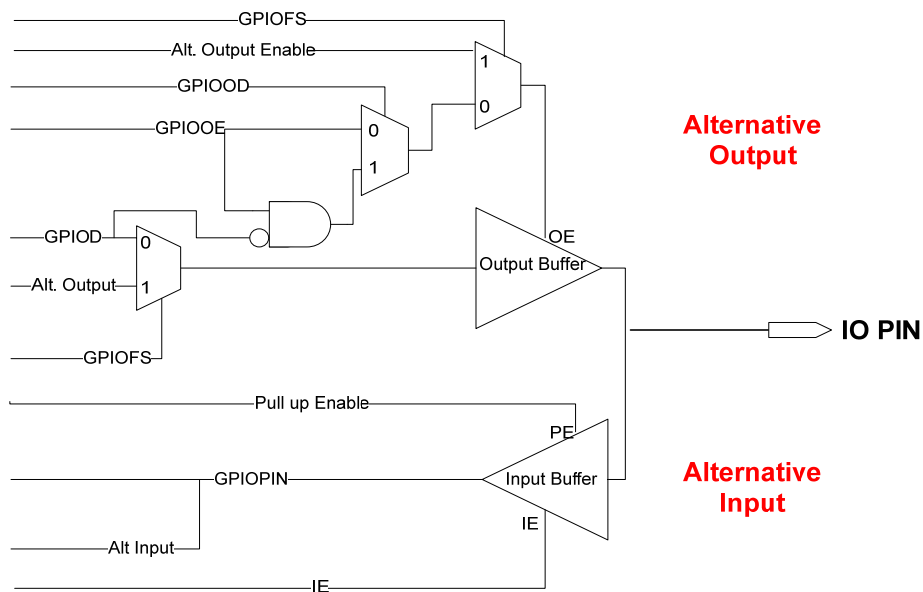 GPIOFS
Alt. Output Enable
1
GPIOOD
0
GPIOOE
0
Alternative
Output
1
GPIOD
0
OE
Output Buffer
Alt. Output
1
IO PIN
GPIOFS
Pull up Enable
PE
GPIOPIN
Input Buffer
Alternative
Input
IE
Alt Input
IE